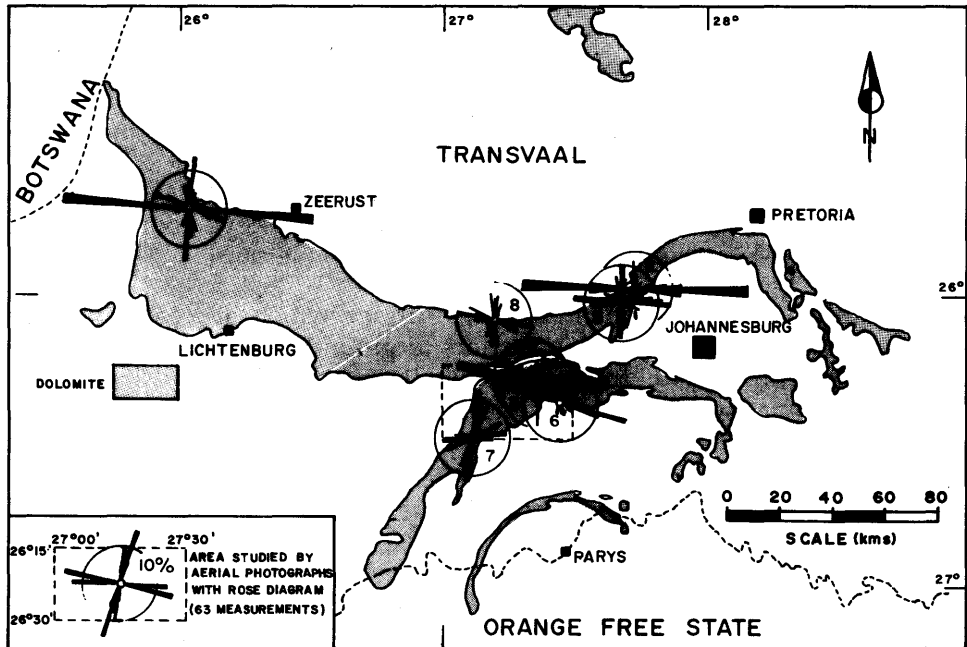 26°
27°
28°
BOTSWANA
N
TRANSVAAL
ZEERUST
PRETORIA
26°
8
JOHANNESBURG
LICHTENBURG
DOLOMITE
6
7
0 20 40 60 80
SCALE (kms)
PARYS
27°
ORANGE FREE STATE
27°00' 27°30'
26°15'
26°30'
10%
AREA STUDIED BY
AERIAL PHOTOGRAPHS
WITH ROSE DIAGRAM
(63 MEASUREMENTS)